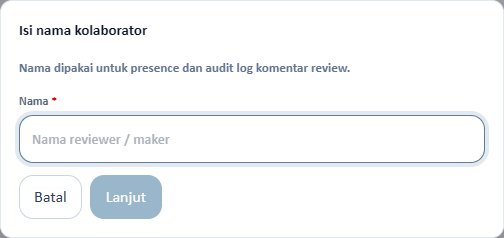 Isi nama kolaborator
Nama dipakai untuk presence dan audit log komentar review.
Nama *
Nama reviewer / maker
Batal Lanjut